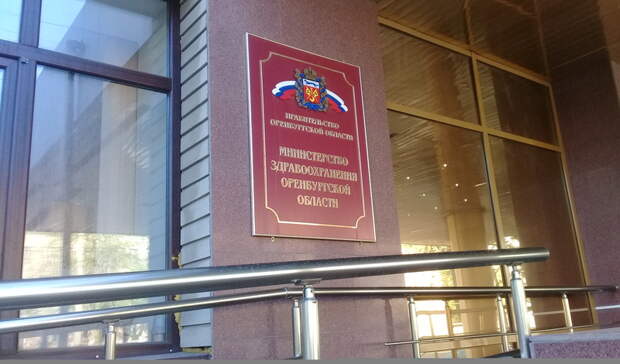 ПРАВИТЕЛЬСТВО
ОРЕНБУРГСКОЙ ОБЛАСТИ
МИНИСТЕРСТВО
ЗДРАВООХРАНЕНИЯ
ОРЕНБУРГСКОЙ
ОБЛАСТИ